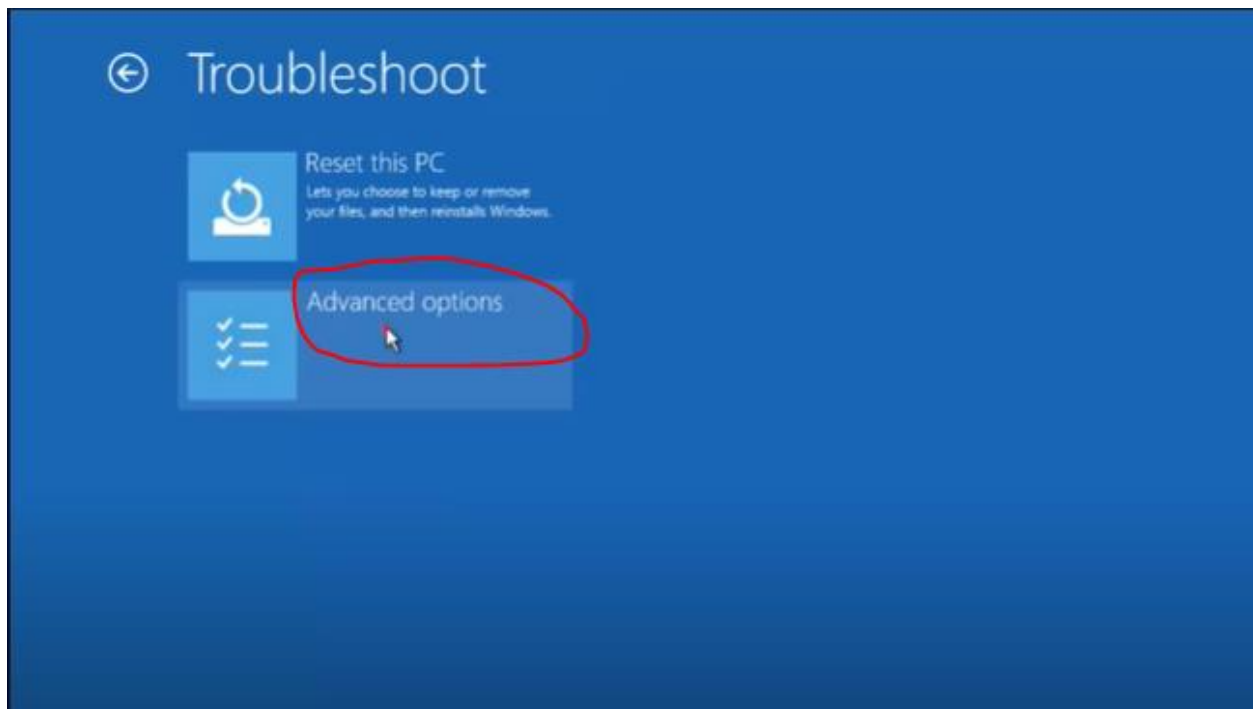 Troubleshoot
Reset this PC
Lets you choose to keep or remove
your files, and then reinstalls Windows.
Advanced options